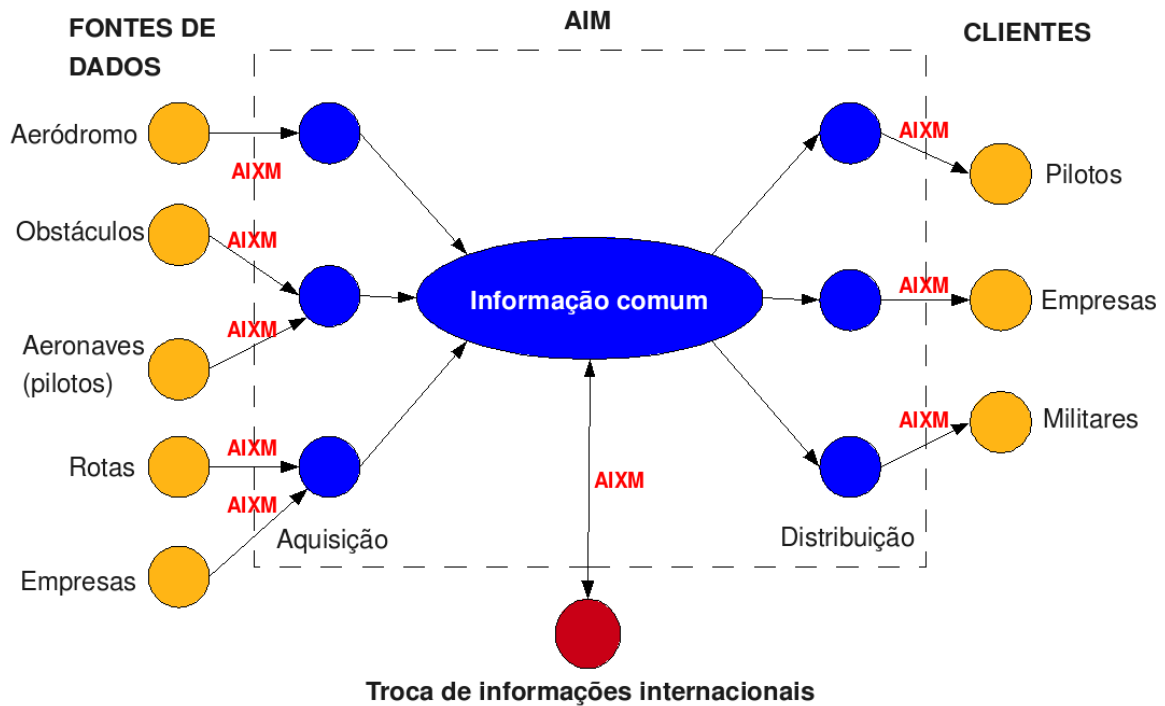 FONTES DE
DADOS
AIM
CLIENTES
Aeródromo
AIXM
AIXM
Pilotos
Obstáculos
AIXM
Informação comum
AIXM
Empresas
Aeronaves
(pilotos)
AIXM
AIXM
Militares
Rotas
AIXM
AIXM
AIXM
Aquisição
Distribuição
Empresas
Troca de informações internacionais